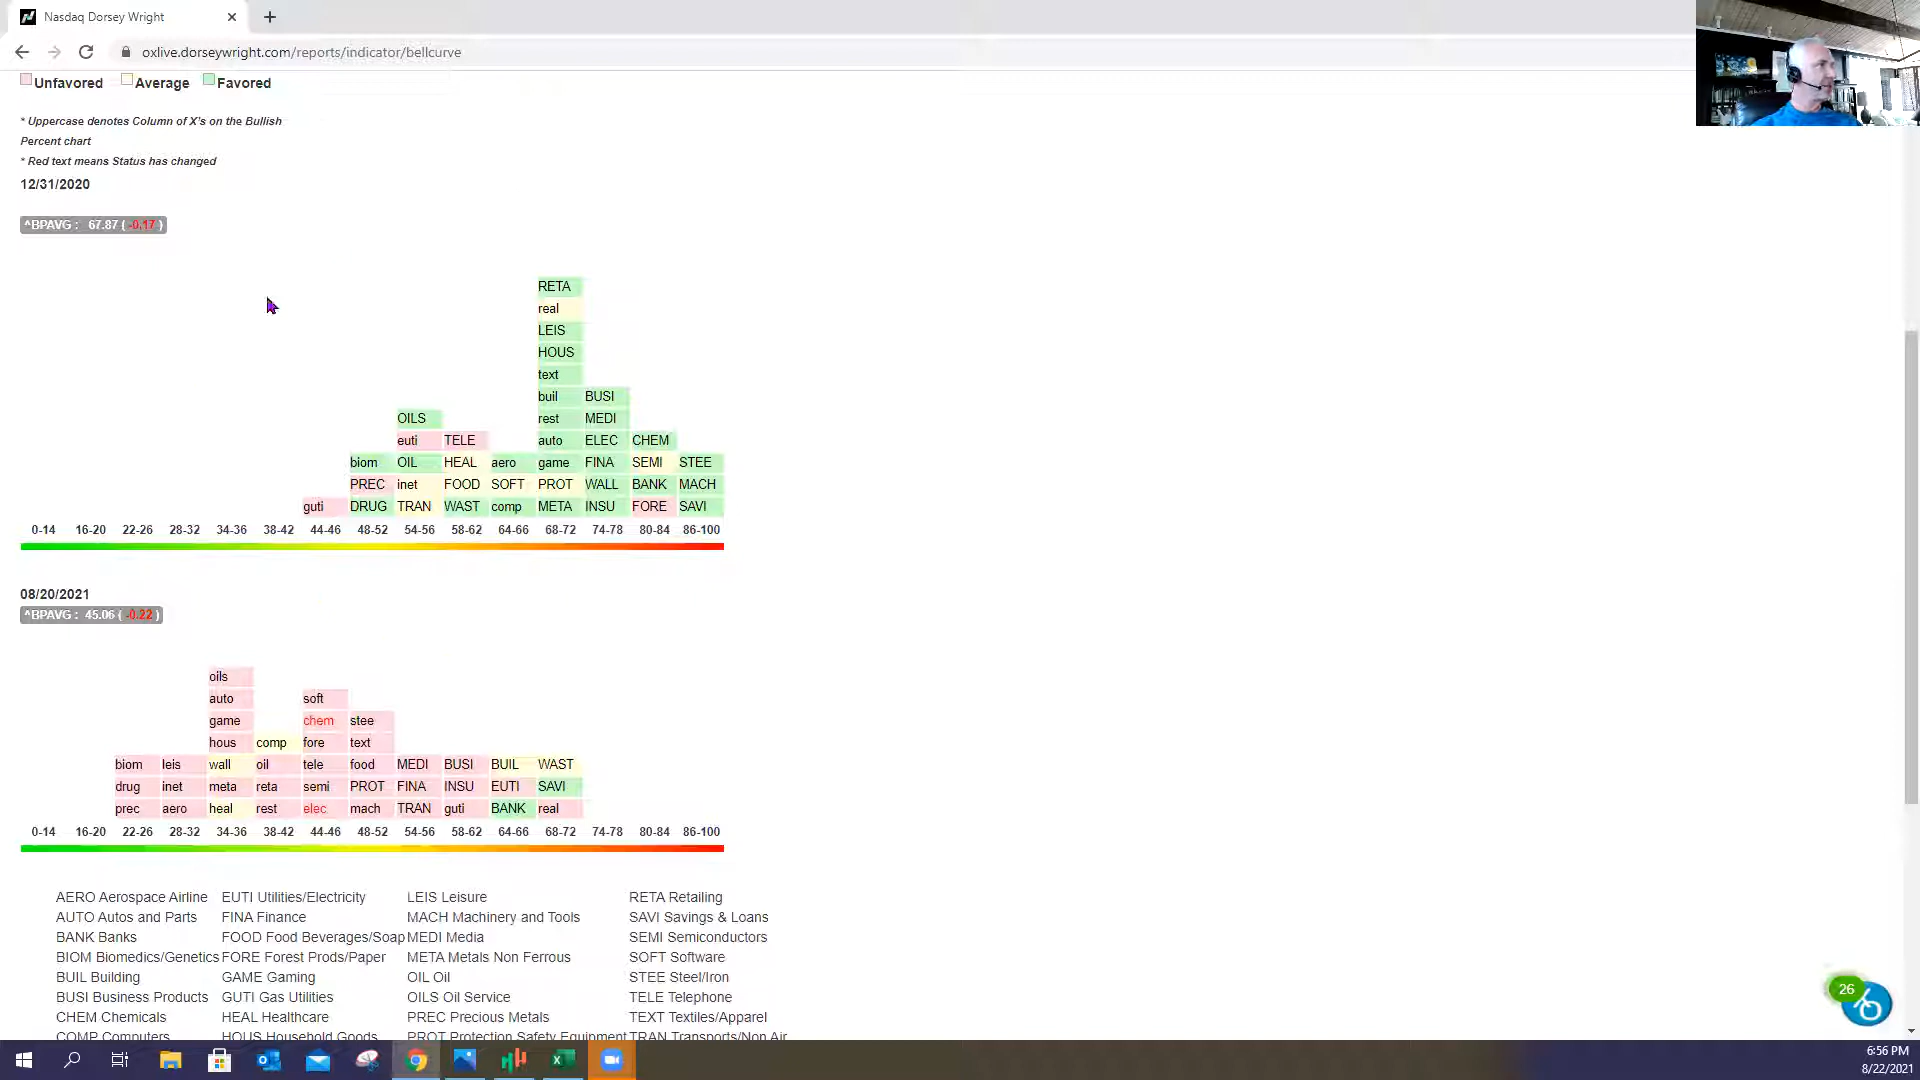 Nasdaq Dorsey Wright
oxlive.dorseywright.com/reports/indicator/bellcurve
Unfavored Average Favored
* Uppercase denotes Column of X's on the Bullish
Percent chart
* Red text means Status has changed
12/31/2020
^BPAVG : 67.87 ( -0.17 )
RETA
real
LEIS
HOUS
text
buil BUSI
OILS rest MEDI
euti TELE auto ELEC CHEM
biom OIL HEAL aero game FINA SEMI STEE
PREC inet FOOD SOFT PROT WALL BANK MACH
guti DRUG TRAN WAST comp META INSU FORE SAVI
0-14 16-20 22-26 28-32 34-36 38-42 44-46 48-52 54-56 58-62 64-66 68-72 74-78 80-84 86-100
08/20/2021
^BPAVG : 45.06 ( -0.22 )
oils
auto soft
game chem stee
hous comp fore text
biom leis wall oil tele food MEDI BUSI BUIL WAST
drug inet meta reta semi PROT FINA INSU EUTI SAVI
prec aero heal rest elec mach TRAN guti BANK real
0-14 16-20 22-26 28-32 34-36 38-42 44-46 48-52 54-56 58-62 64-66 68-72 74-78 80-84 86-100
AERO Aerospace Airline EUTI Utilities/Electricity LEIS Leisure RETA Retailing
AUTO Autos and Parts FINA Finance MACH Machinery and Tools SAVI Savings & Loans
BANK Banks FOOD Food Beverages/Soap MEDI Media SEMI Semiconductors
BIOM Biomedics/Genetics FORE Forest Prods/Paper META Metals Non Ferrous SOFT Software
BUIL Building GAME Gaming OIL Oil STEE Steel/Iron
BUSI Business Products GUTI Gas Utilities OILS Oil Service TELE Telephone
CHEM Chemicals HEAL Healthcare PREC Precious Metals TEXT Textiles/Apparel
COMP Computers HOUS Household Goods PROT Protection Safety Equipment TRAN Transports/Non Air
26
6:56 PM
8/22/2021